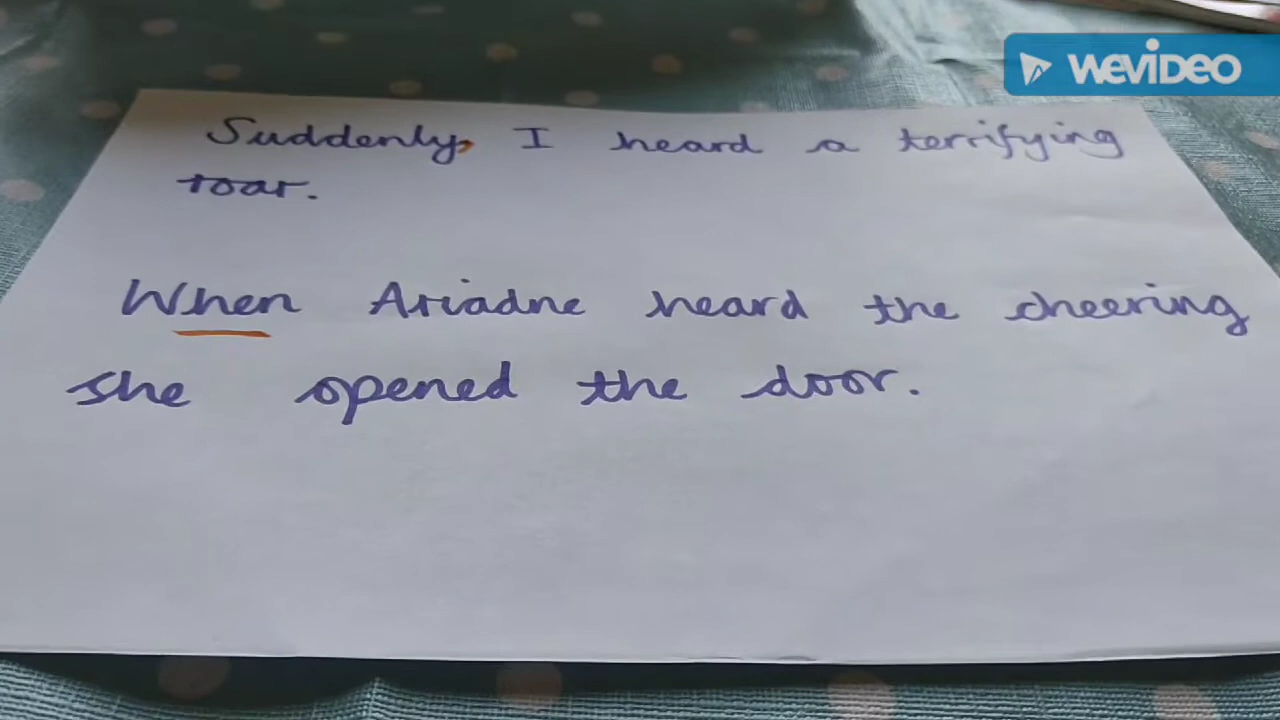 WEVIDEO
Suddenly, I heard a terrifying
roar.
When Ariadne heard the cheering
she opened the door.